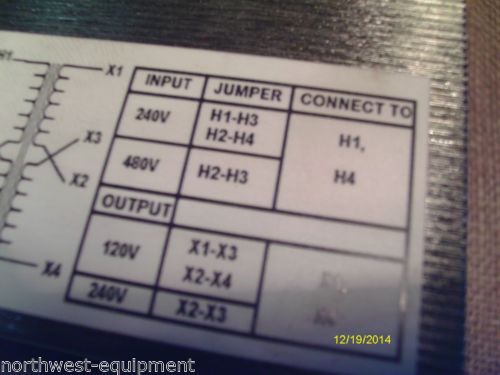 X1
X3
X2
X4
INPUT JUMPER CONNECT TO
240V H1-H3 H2-H4 H1, H4
480V H2-H3
OUTPUT
120V X1-X3 X2-X4
240V X2-X3
12/19/2014
northwest-equipment